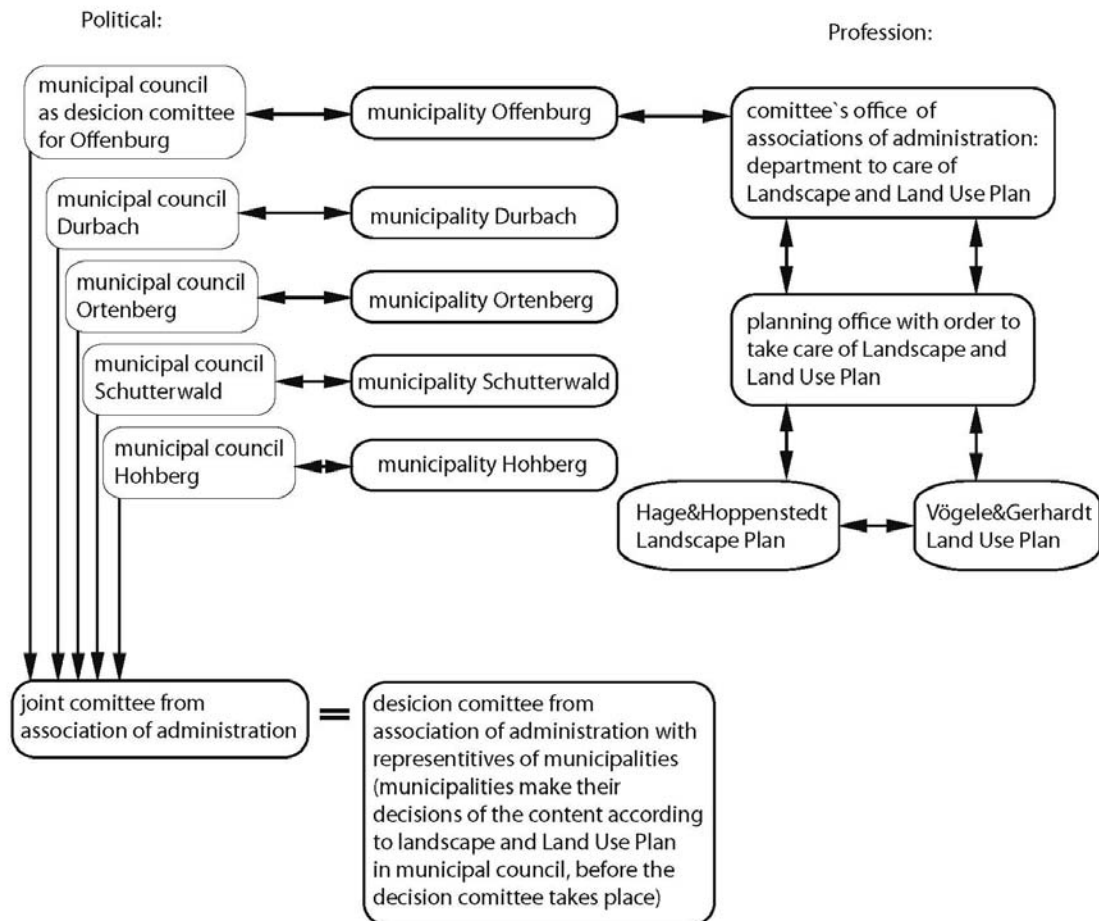 Political:
Profession:
municipal council
as desicion comittee
for Offenburg
municipality Offenburg
comittee`s office of
associations of administration:
department to care of
Landscape and Land Use Plan
municipal council
Durbach
municipality Durbach
municipal council
Ortenberg
municipality Ortenberg
planning office with order to
take care of Landscape and
Land Use Plan
municipal council
Schutterwald
municipality Schutterwald
municipal council
Hohberg
municipality Hohberg
Hage&Hoppenstedt
Landscape Plan
Vögele&Gerhardt
Land Use Plan
joint comittee from
association of administration
=
desicion comittee from
association of administration with
representitives of municipalities
(municipalities make their
decisions of the content according
to landscape and Land Use Plan
in municipal council, before the
decision comittee takes place)